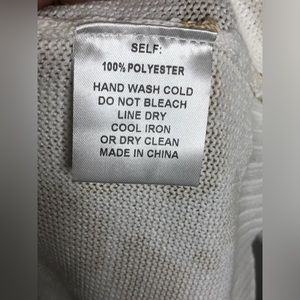 SELF:
100% POLYESTER
HAND WASH COLD
DO NOT BLEACH
LINE DRY
COOL IRON
OR DRY CLEAN
MADE IN CHINA